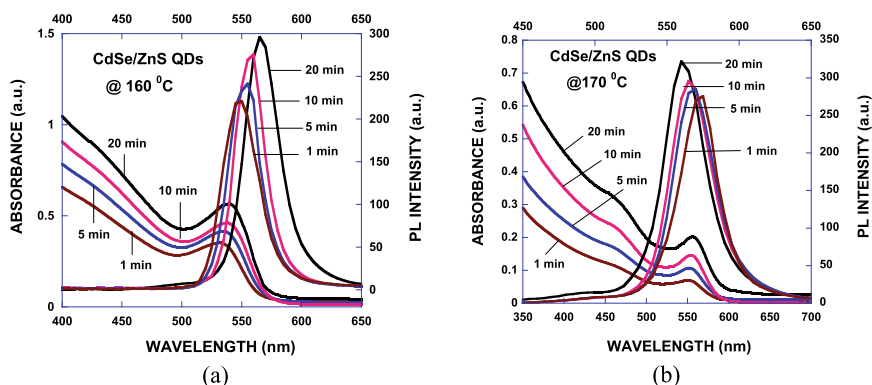 400 450 500 550 600 650
1.5
1
0.5
0
ABSORBANCE (a.u.)
CdSe/ZnS QDs
@ 160 ⁰C
20 min
10 min
5 min
1 min
20 min
10 min
5 min
1 min
300
250
200
150
100
50
0
PL INTENSITY (a.u.)
400 450 500 550 600 650
WAVELENGTH (nm)
(a)
450 510 570 630 690
0.8
0.7
0.6
0.5
0.4
0.3
0.2
0.1
0
ABSORBANCE (a.u.)
CdSe/ZnS QDs
@170 ⁰C
20 min
10 min
5 min
1 min
20 min
10 min
5 min
1 min
350
300
250
200
150
100
50
0
PL INTENSITY (a.u.)
350 400 450 500 550 600 650 700
WAVELENGTH (nm)
(b)